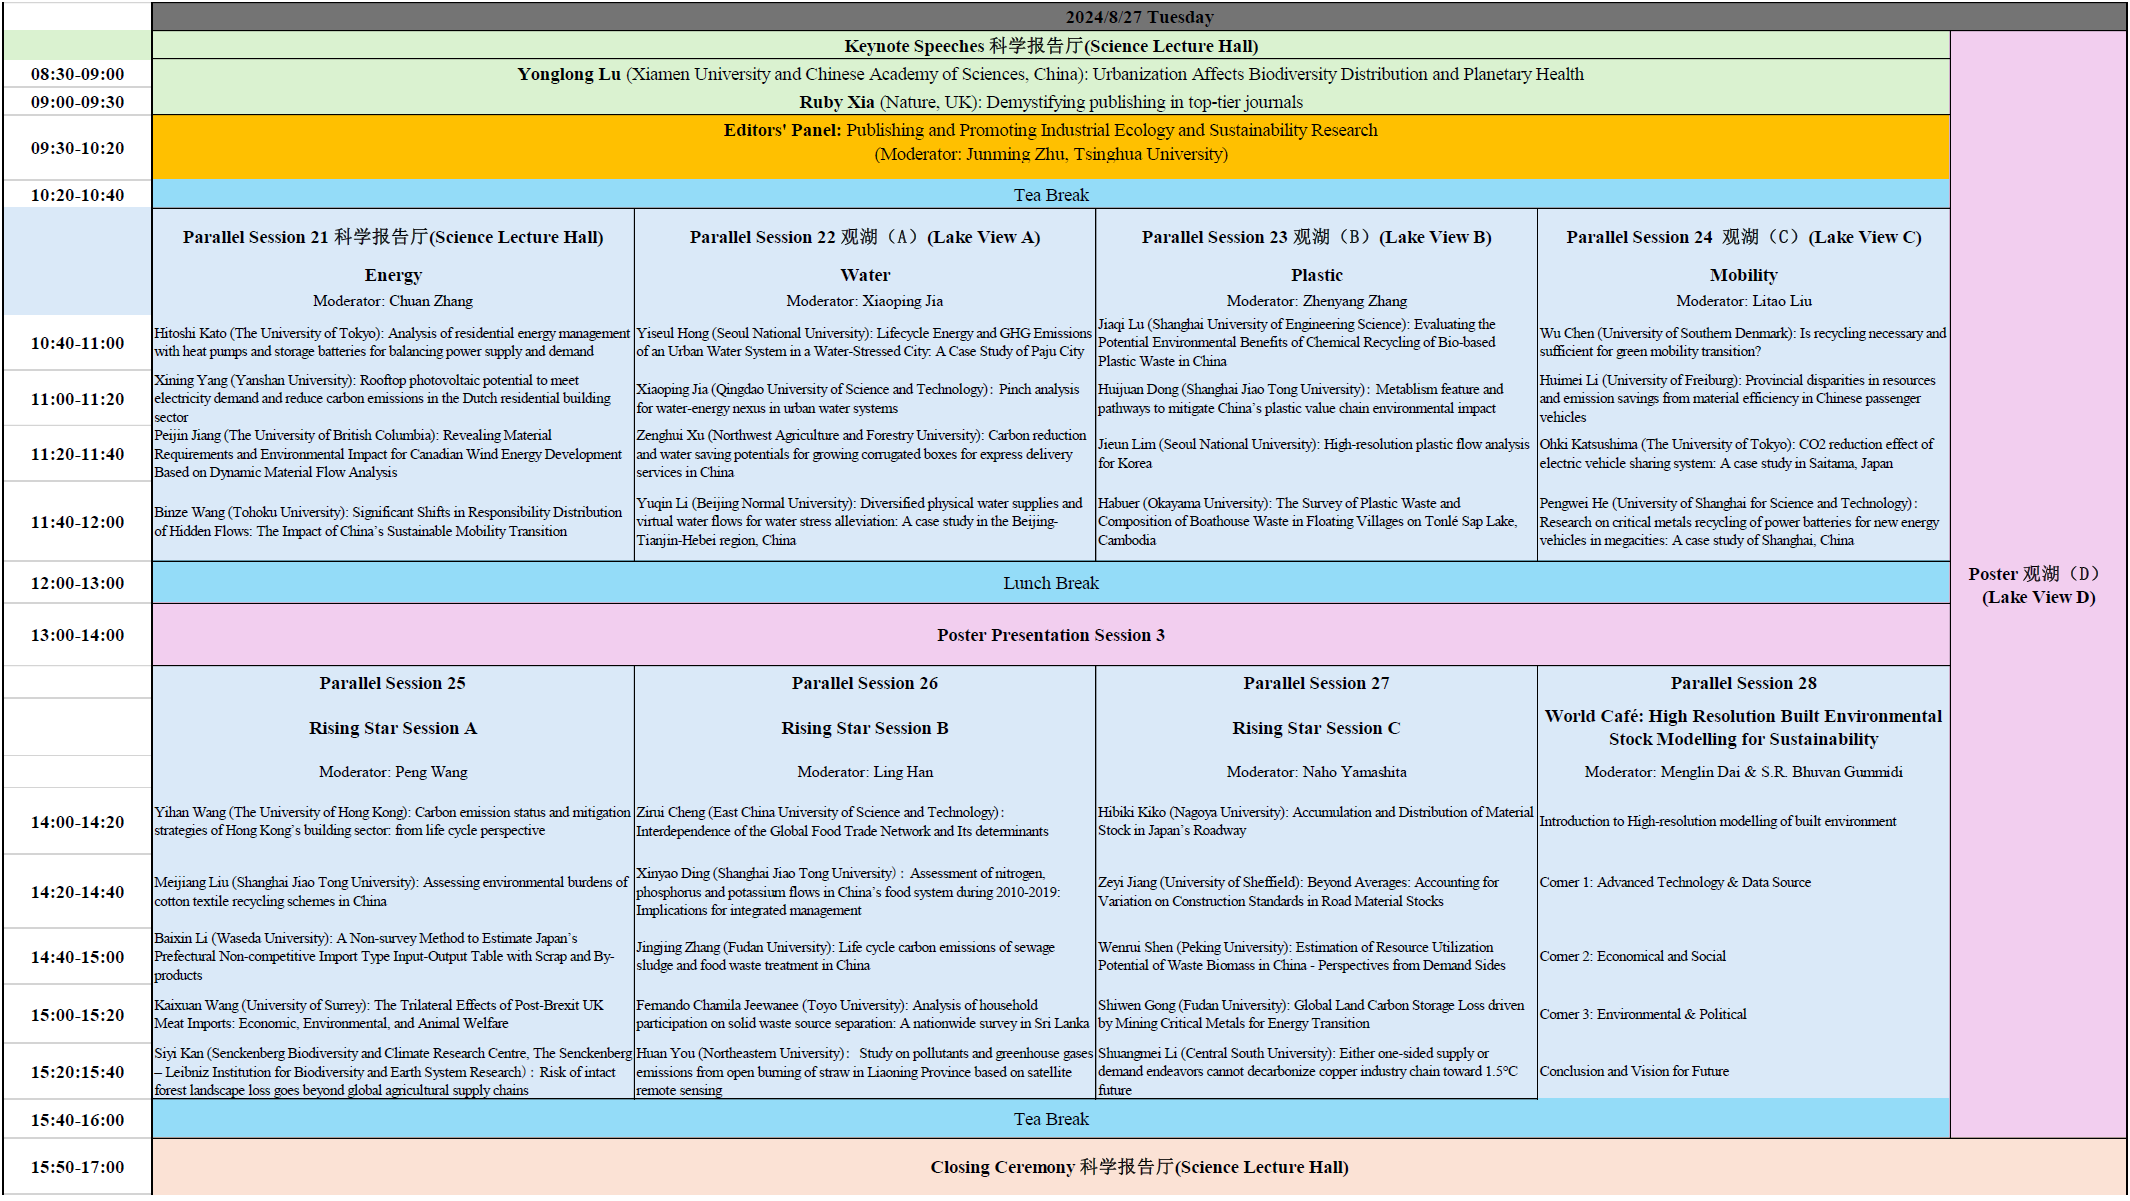 2024/8/27 Tuesday
Keynote Speeches 科学报告厅(Science Lecture Hall)
08:30-09:00
Yonglong Lu (Xiamen University and Chinese Academy of Sciences, China): Urbanization Affects Biodiversity Distribution and Planetary Health
09:00-09:30
Ruby Xia (Nature, UK): Demystifying publishing in top-tier journals
09:30-10:20
Editors' Panel: Publishing and Promoting Industrial Ecology and Sustainability Research
(Moderator: Junming Zhu, Tsinghua University)
10:20-10:40
Tea Break
Parallel Session 21 科学报告厅(Science Lecture Hall)
Energy
Moderator: Chuan Zhang
Parallel Session 22 观湖（A）(Lake View A)
Water
Moderator: Xiaoping Jia
Parallel Session 23 观湖（B）(Lake View B)
Plastic
Moderator: Zhenyang Zhang
Parallel Session 24 观湖（C）(Lake View C)
Mobility
Moderator: Litao Liu
10:40-11:00
Hitoshi Kato (The University of Tokyo): Analysis of residential energy management
with heat pumps and storage batteries for balancing power supply and demand
Yiseul Hong (Seoul National University): Lifecycle Energy and GHG Emissions
of an Urban Water System in a Water-Stressed City: A Case Study of Paju City
Jiaqi Lu (Shanghai University of Engineering Science): Evaluating the
Potential Environmental Benefits of Chemical Recycling of Bio-based
Plastic Waste in China
Wu Chen (University of Southern Denmark): Is recycling necessary and
sufficient for green mobility transition?
11:00-11:20
Xining Yang (Yanshan University): Rooftop photovoltaic potential to meet
electricity demand and reduce carbon emissions in the Dutch residential building
sector
Xiaoping Jia (Qingdao University of Science and Technology)：Pinch analysis
for water-energy nexus in urban water systems
Huijuan Dong (Shanghai Jiao Tong University)：Metablism feature and
pathways to mitigate China’s plastic value chain environmental impact
Huimei Li (University of Freiburg): Provincial disparities in resources
and emission savings from material efficiency in Chinese passenger
vehicles
11:20-11:40
Peijin Jiang (The University of British Columbia): Revealing Material
Requirements and Environmental Impact for Canadian Wind Energy Development
Based on Dynamic Material Flow Analysis
Zenghui Xu (Northwest Agriculture and Forestry University): Carbon reduction
and water saving potentials for growing corrugated boxes for express delivery
services in China
Jieun Lim (Seoul National University): High-resolution plastic flow analysis
for Korea
Ohki Katsushima (The University of Tokyo): CO2 reduction effect of
electric vehicle sharing system: A case study in Saitama, Japan
11:40-12:00
Binze Wang (Tohoku University): Significant Shifts in Responsibility Distribution
of Hidden Flows: The Impact of China’s Sustainable Mobility Transition
Yuqin Li (Beijing Normal University): Diversified physical water supplies and
virtual water flows for water stress alleviation: A case study in the Beijing-
Tianjin-Hebei region, China
Habuer (Okayama University): The Survey of Plastic Waste and
Composition of Boathouse Waste in Floating Villages on Tonlé Sap Lake,
Cambodia
Pengwei He (University of Shanghai for Science and Technology)：
Research on critical metals recycling of power batteries for new energy
vehicles in megacities: A case study of Shanghai, China
12:00-13:00
Lunch Break
Poster 观湖（D）
(Lake View D)
13:00-14:00
Poster Presentation Session 3
Parallel Session 25
Rising Star Session A
Moderator: Peng Wang
Parallel Session 26
Rising Star Session B
Moderator: Ling Han
Parallel Session 27
Rising Star Session C
Moderator: Naho Yamashita
Parallel Session 28
World Café: High Resolution Built Environmental
Stock Modelling for Sustainability
Moderator: Menglin Dai & S.R. Bhuvan Gummidi
14:00-14:20
Yihan Wang (The University of Hong Kong): Carbon emission status and mitigation
strategies of Hong Kong’s building sector: from life cycle perspective
Zirui Cheng (East China University of Science and Technology)：
Interdependence of the Global Food Trade Network and Its determinants
Hibiki Kiko (Nagoya University): Accumulation and Distribution of Material
Stock in Japan’s Roadway
Introduction to High-resolution modelling of built environment
14:20-14:40
Meijiang Liu (Shanghai Jiao Tong University): Assessing environmental burdens of
cotton textile recycling schemes in China
Xinyao Ding (Shanghai Jiao Tong University)：Assessment of nitrogen,
phosphorus and potassium flows in China’s food system during 2010-2019:
Implications for integrated management
Zeyi Jiang (University of Sheffield): Beyond Averages: Accounting for
Variation on Construction Standards in Road Material Stocks
Corner 1: Advanced Technology & Data Source
14:40-15:00
Baixin Li (Waseda University): A Non-survey Method to Estimate Japan’s
Prefectural Non-competitive Import Type Input-Output Table with Scrap and By-
products
Jingjing Zhang (Fudan University): Life cycle carbon emissions of sewage
sludge and food waste treatment in China
Wenrui Shen (Peking University): Estimation of Resource Utilization
Potential of Waste Biomass in China - Perspectives from Demand Sides
Corner 2: Economical and Social
15:00-15:20
Kaixuan Wang (University of Surrey): The Trilateral Effects of Post-Brexit UK
Meat Imports: Economic, Environmental, and Animal Welfare
Fernando Chamila Jeewanee (Toyo University): Analysis of household
participation on solid waste source separation: A nationwide survey in Sri Lanka
Shiwen Gong (Fudan University): Global Land Carbon Storage Loss driven
by Mining Critical Metals for Energy Transition
Corner 3: Environmental & Political
15:20:15:40
Siyi Kan (Senckenberg Biodiversity and Climate Research Centre, The Senckenberg
– Leibniz Institution for Biodiversity and Earth System Research)：Risk of intact
forest landscape loss goes beyond global agricultural supply chains
Huan You (Northeastern University)：Study on pollutants and greenhouse gases
emissions from open burning of straw in Liaoning Province based on satellite
remote sensing
Shuangmei Li (Central South University): Either one-sided supply or
demand endeavors cannot decarbonize copper industry chain toward 1.5℃
future
Conclusion and Vision for Future
15:40-16:00
Tea Break
15:50-17:00
Closing Ceremony 科学报告厅(Science Lecture Hall)